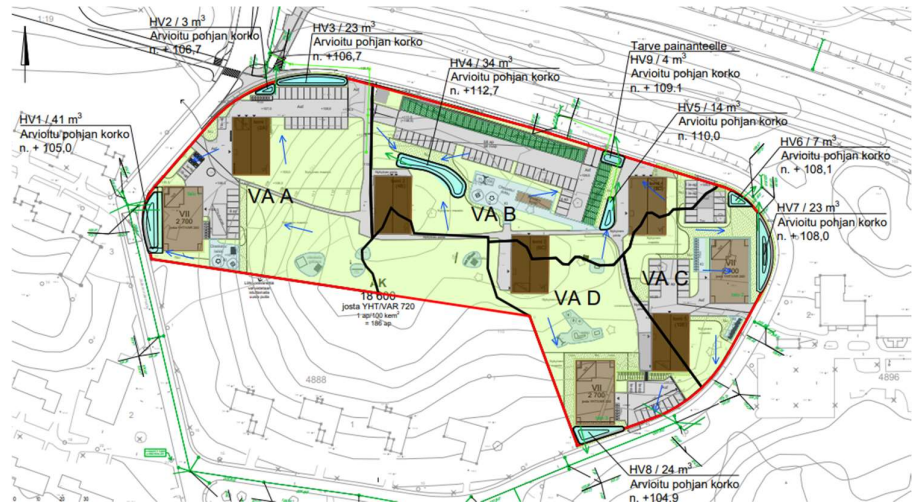 1:19
HV2 / 3 m³
Arvioitu pohjan korko
n. + 106,7
HV3 / 23 m³
Arvioitu pohjan korko
n. +106,7
HV4 / 34 m³
Arvioitu pohjan korko
n. +112,7
Tarve painanteelle
HV9 / 4 m³
Arvioitu pohjan korko
n. + 109.1
HV5 / 14 m³
Arvioitu pohjan korko
n. 110,0
HV1 / 41 m³
Arvioitu pohjan korko
n. + 105,0
HV6 / 7 m³
Arvioitu pohjan korko
n. + 108,1
HV7 / 23 m³
Arvioitu pohjan korko
n. + 108,0
VA A
VA B
VA C
VA D
VII
2 700
VII
AK
18 600
josta YHT/VAR 720
1 ap/100 kem²
= 186 ap
VII
2 700
4888
4896
HV8 / 24 m³
Arvioitu pohjan korko
n. +104,9